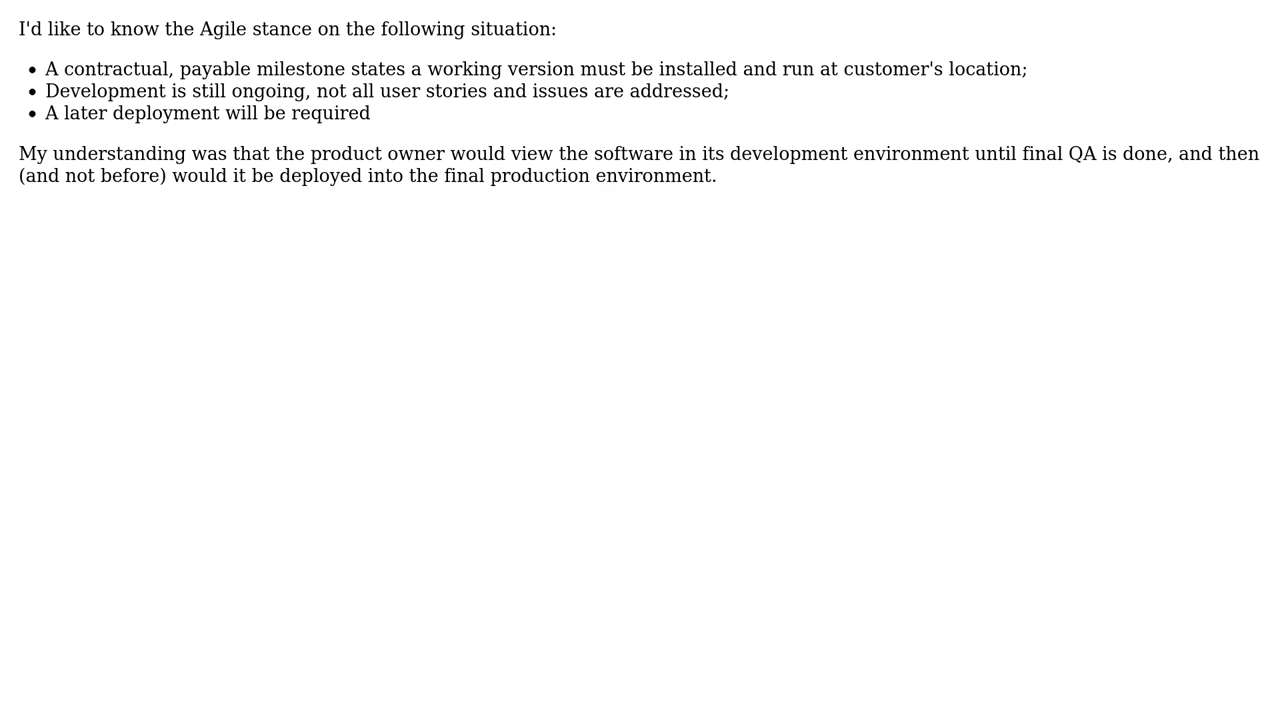 I'd like to know the Agile stance on the following situation:
• A contractual, payable milestone states a working version must be installed and run at customer's location;
• Development is still ongoing, not all user stories and issues are addressed;
• A later deployment will be required
My understanding was that the product owner would view the software in its development environment until final QA is done, and then
(and not before) would it be deployed into the final production environment.